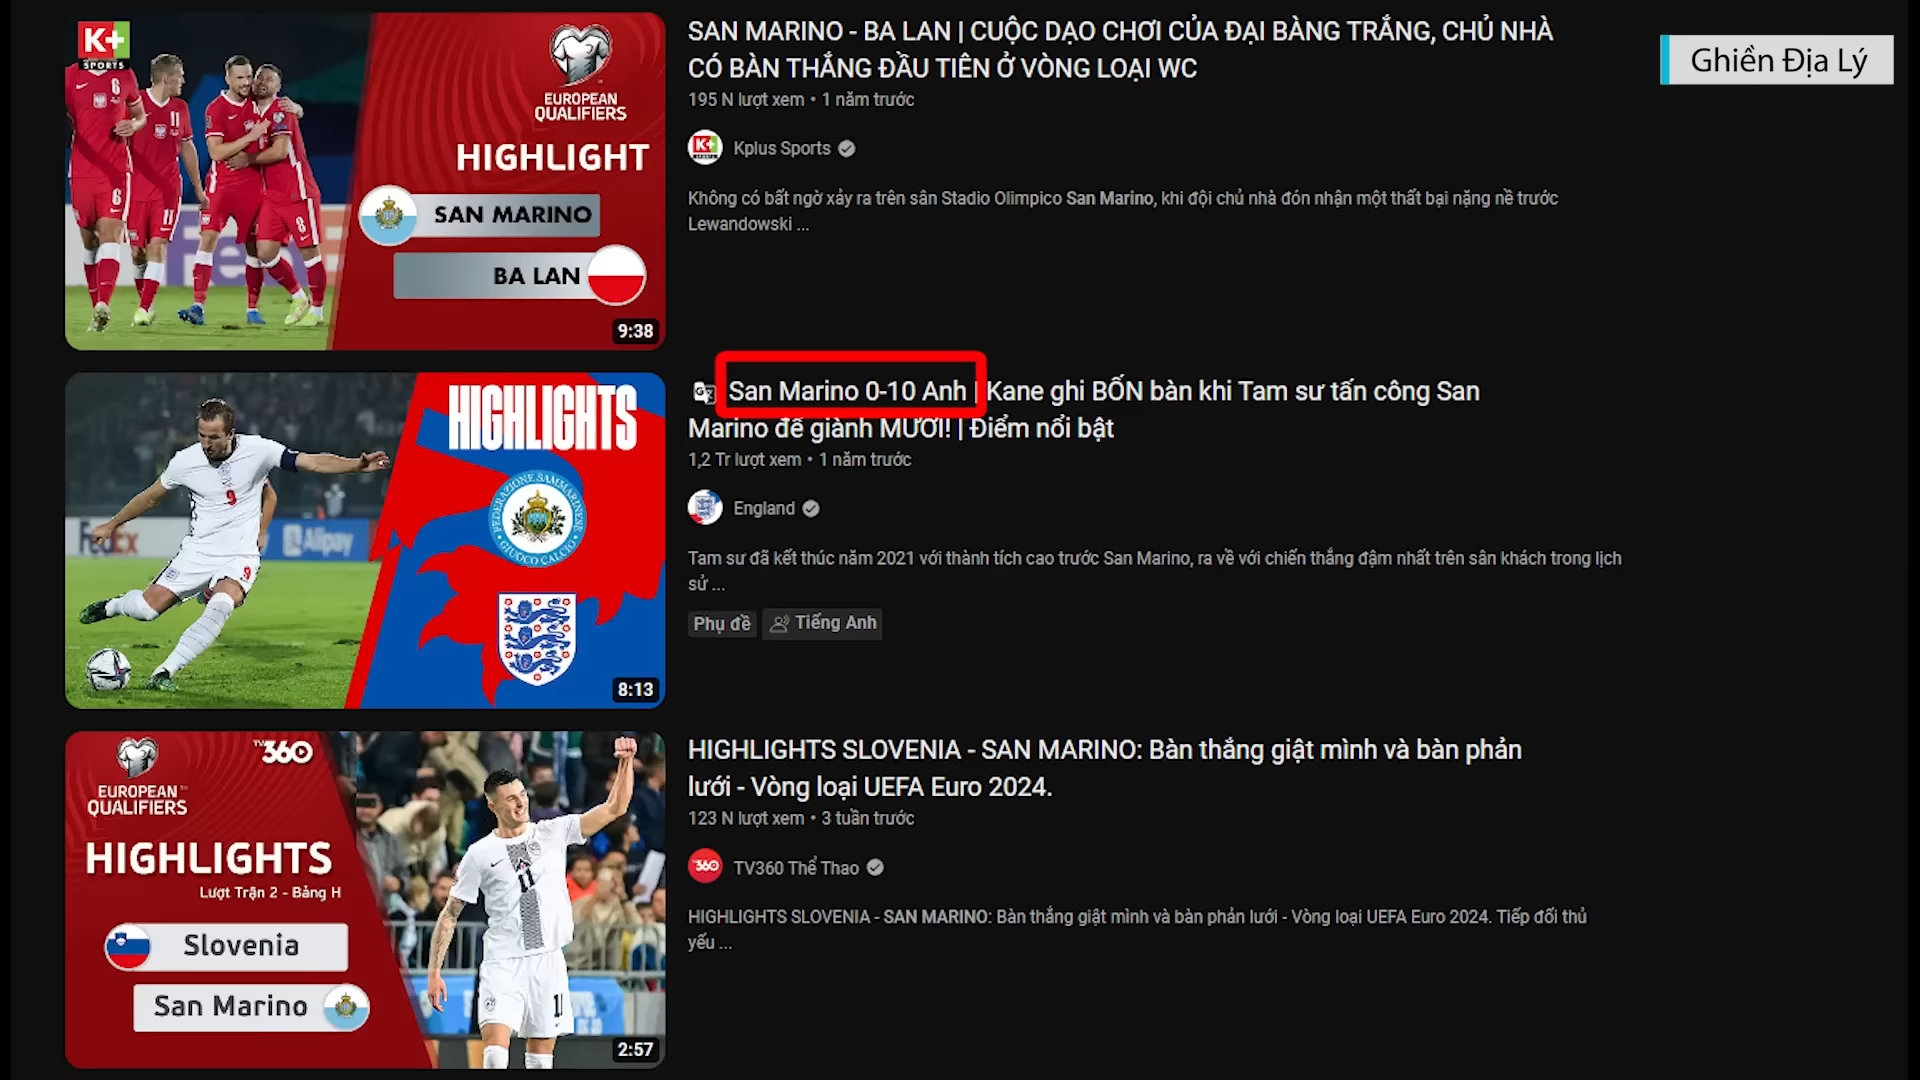 K+
SPORTS
EUROPEAN
QUALIFIERS
HIGHLIGHT
SAN MARINO
BA LAN
9:38
SAN MARINO - BA LAN | CUỘC DẠO CHƠI CỦA ĐẠI BÀNG TRẮNG, CHỦ NHÀ
CÓ BÀN THẮNG ĐẦU TIÊN Ở VÒNG LOẠI WC
195 N lượt xem • 1 năm trước
Kplus Sports
Không có bất ngờ xảy ra trên sân Stadio Olimpico San Marino, khi đội chủ nhà đón nhận một thất bại nặng nề trước
Lewandowski ...
Ghiền Địa Lý
HIGHLIGHTS
FEDERAZIONE SAMMARINESE
GIUOCO CALCIO
FedEx
Alipay
9
8:13
San Marino 0-10 Anh | Kane ghi BỐN bàn khi Tam sư tấn công San
Marino để giành MƯỜI! | Điểm nổi bật
1,2 Tr lượt xem • 1 năm trước
England
Tam sư đã kết thúc năm 2021 với thành tích cao trước San Marino, ra về với chiến thắng đậm nhất trên sân khách trong lịch
sử ...
Phụ đề
Tiếng Anh
EUROPEAN
QUALIFIERS
TV360
HIGHLIGHTS
Lượt Trận 2 - Bảng H
Slovenia
San Marino
11
2:57
HIGHLIGHTS SLOVENIA - SAN MARINO: Bàn thắng giật mình và bàn phản
lưới - Vòng loại UEFA Euro 2024.
123 N lượt xem • 3 tuần trước
TV360 Thể Thao
HIGHLIGHTS SLOVENIA - SAN MARINO: Bàn thắng giật mình và bàn phản lưới - Vòng loại UEFA Euro 2024. Tiếp đối thủ
yếu ...